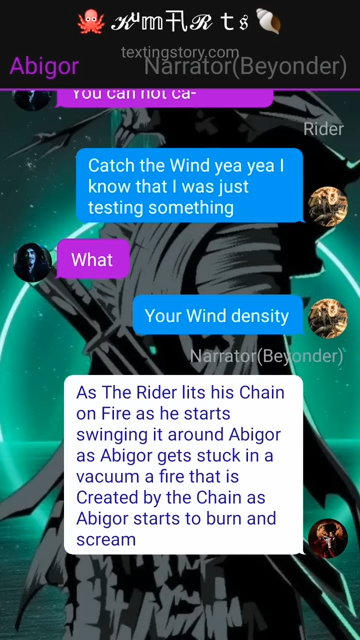 🐙 𝒦ᶙ𝕞卂ℛ 𝕥𝔰 🐚
textingstory.com
Abigor Narrator(Beyonder)
You can not ca-
Rider
Catch the Wind yea yea I
know that I was just
testing something
What
Your Wind density
Narrator(Beyonder)
As The Rider lits his Chain
on Fire as he starts
swinging it around Abigor
as Abigor gets stuck in a
vacuum a fire that is
Created by the Chain as
Abigor starts to burn and
scream